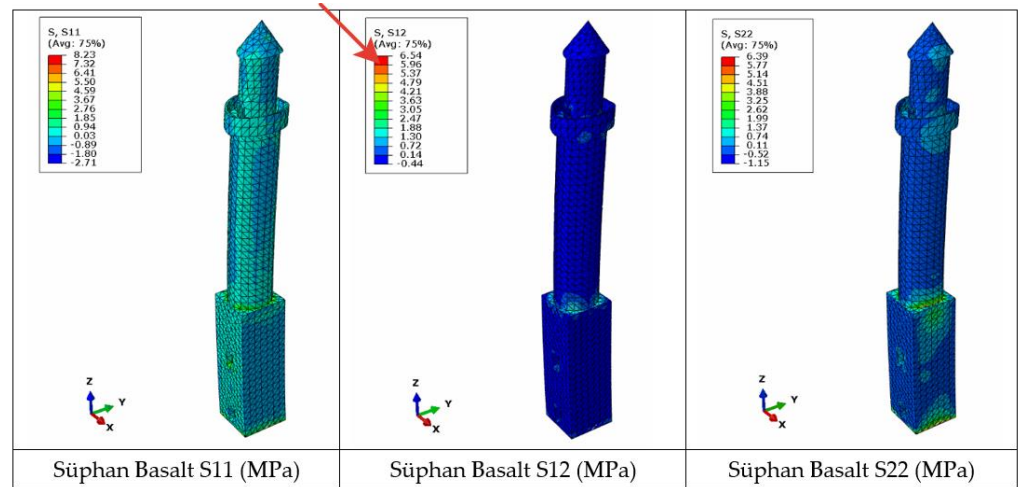 S, S11
(Avg: 75%)
8.23
7.32
6.41
5.50
4.59
3.67
2.76
1.85
0.94
0.03
-0.89
-1.80
-2.71
Z
Y
X
S, S12
(Avg: 75%)
6.54
5.96
5.37
4.79
4.21
3.63
3.05
2.47
1.88
1.30
0.72
0.14
-0.44
Z
Y
X
S, S22
(Avg: 75%)
6.39
5.77
5.14
4.51
3.88
3.25
2.62
1.99
1.37
0.74
0.11
-0.52
-1.15
Z
Y
X
Süphan Basalt S11 (MPa)
Süphan Basalt S12 (MPa)
Süphan Basalt S22 (MPa)